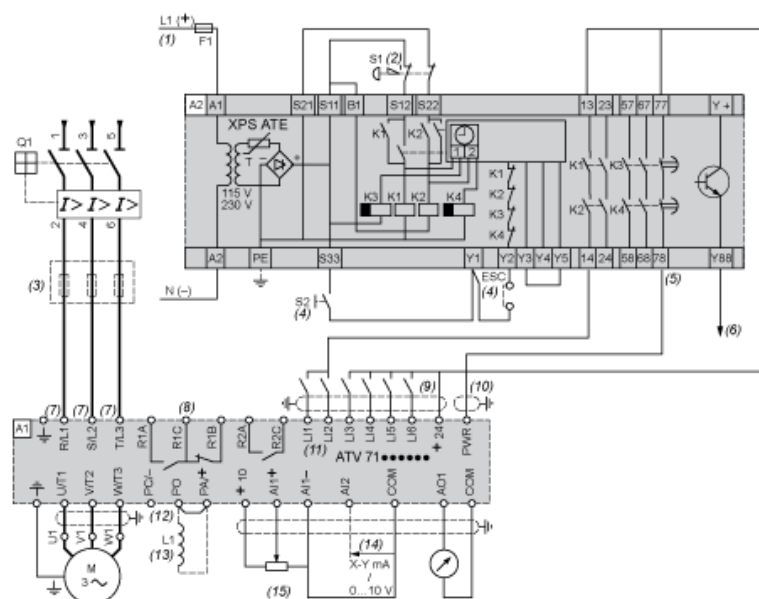 L1 (+)
(1)
F1
S1 (2)
A2 A1 S21 S11 B1 S12 S22 13 23 57 67 77 Y +
XPS ATE
T
+
115 V
230 V
K1 K2
1 2
K3 K1 K2 K4
K1
K2
K3
K4
K1 K3
K2 K4
A2 PE S33 Y1 Y2 Y3 Y4 Y5 14 24 58 68 78 Y88
Q1
1 3 5
I> I> I>
2 4 6
(3)
N (–)
S2
(4)
ESC
(4)
(5)
(6)
(7) (7) (7)
(8)
(9)
(10)
A1
R/L1 S/L2 T/L3 R1A R1C R1B R2A R2C LI1 LI2 LI3 LI4 LI5 LI6 + 24 PWR
(11)
ATV 71••••••
U/T1 V/T2 W/T3 PC/– PO PA/+ + 10 AI1+ AI1– AI2 COM AO1 COM
(12)
U1 V1 W1
M
3 ~
L1
(13)
(14)
X-Y mA
/
0...10 V
(15)